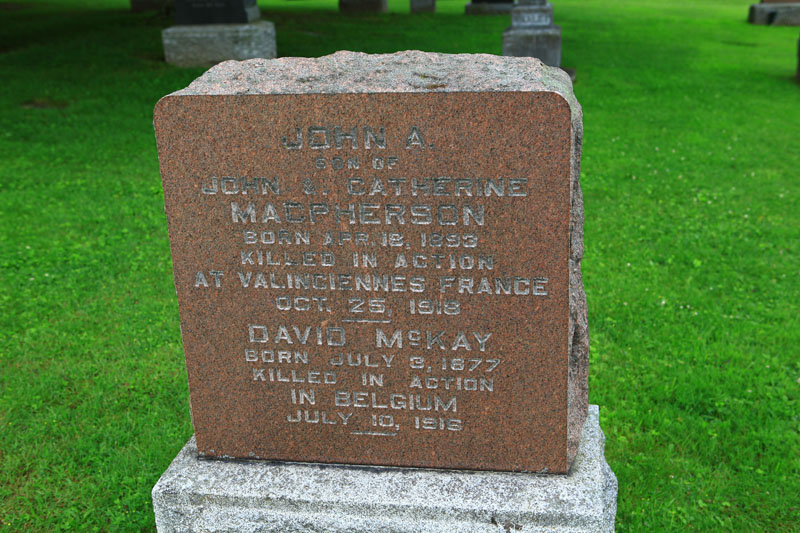 JOHN A.
SON OF
JOHN & CATHERINE
MACPHERSON
BORN APR. 18, 1893
KILLED IN ACTION
AT VALINCIENNES FRANCE
OCT. 25, 1918
DAVID McKAY
BORN JULY 3, 1877
KILLED IN ACTION
IN BELGIUM
JULY 10, 1916